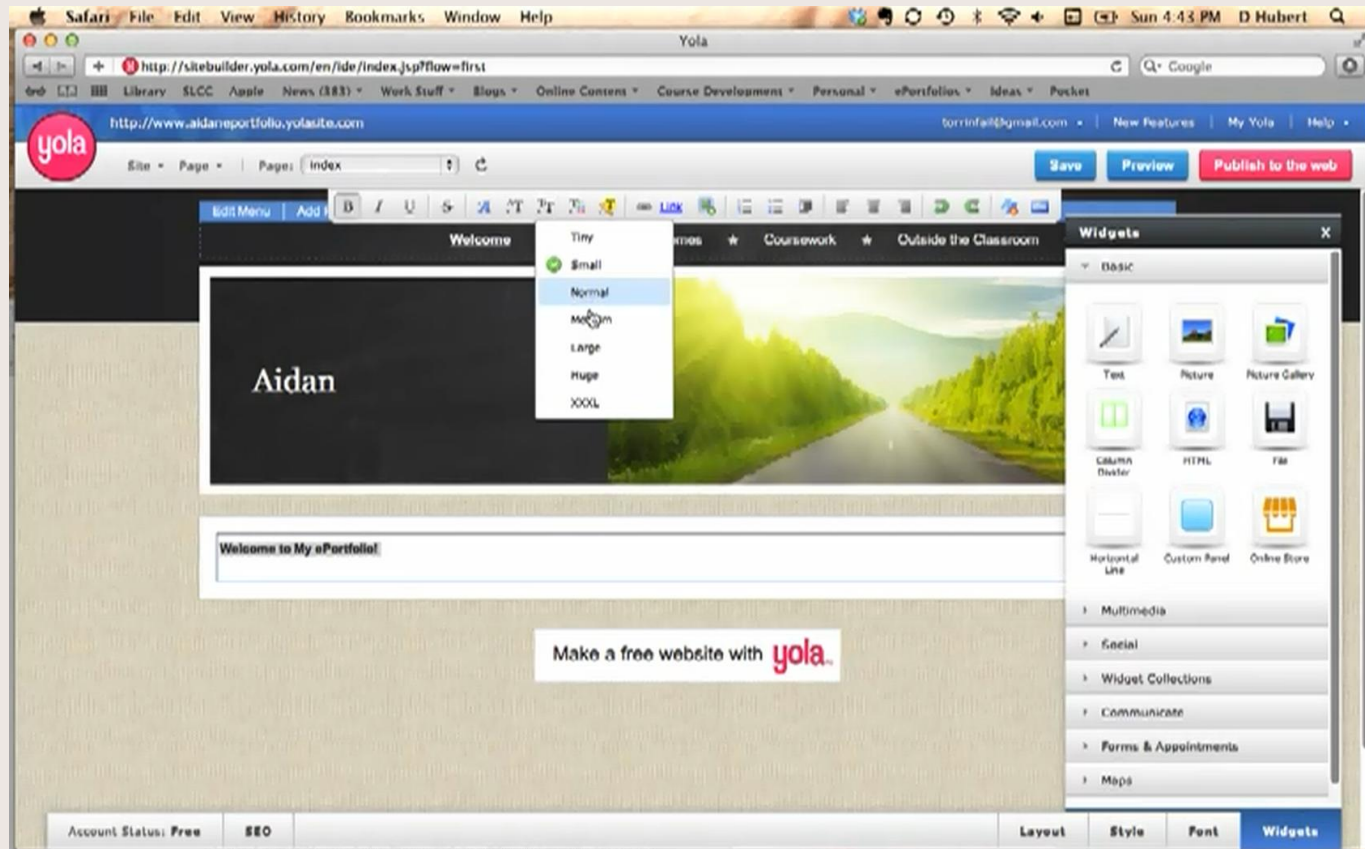 Safari File Edit View History Bookmarks Window Help Sun 4:43 PM D Hubert
Yola
http://sitebuilder.yola.com/en/ide/index.jsp?flow=first Google
Library SLCC Apple News (383) Work Stuff Blogs Online Content Course Development Personal ePortfolios Ideas Pocket
http://www.aidaneportfolio.yolasite.com torrinfail@gmail.com New Features My Yola Help
yola
Site Page Page: index Save Preview Publish to the web
Edit Menu Add B I U S Link
Welcome ★ Coursework ★ Outside the Classroom
Tiny
Small
Normal
Large
Huge
XXXL
Aidan
Welcome to My ePortfolio!
Make a free website with yola
Widgets X
Basic
Text Picture Picture Gallery
Column Divider HTML File
Horizontal Line Custom Panel Online Store
Multimedia
Social
Widget Collections
Communicate
Forms & Appointments
Maps
Account Status: Free SEO Layout Style Font Widgets